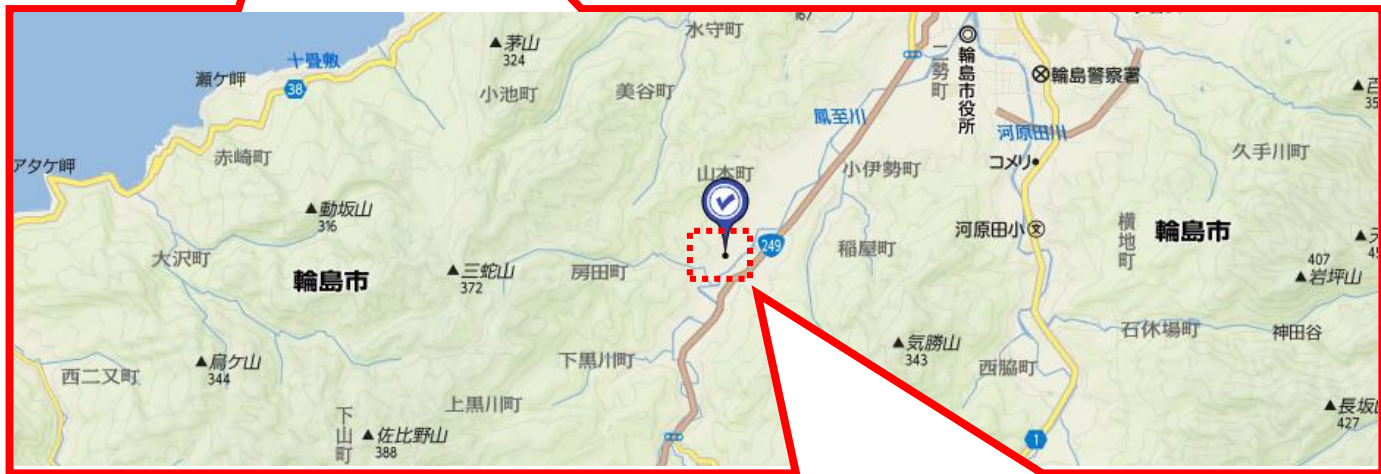 167
水守町
▲茅山
324
十畳敷
瀬ケ岬
38
小池町
美谷町
二勢町
輪島市役所
輪島警察署
鳳至川
河原田川
コメリ
久手川町
赤崎町
アタケ岬
山本町
小伊勢町
▲動坂山
316
河原田小
文
横地町
輪島市
249
稲屋町
大沢町
輪島市
▲三蛇山
372
房田町
407
▲岩坪山
石休場町
神田谷
▲気勝山
343
西脇町
下黒川町
▲烏ケ山
344
西二又町
上黒川町
下山町
▲佐比野山
388
▲長坂山
427
1